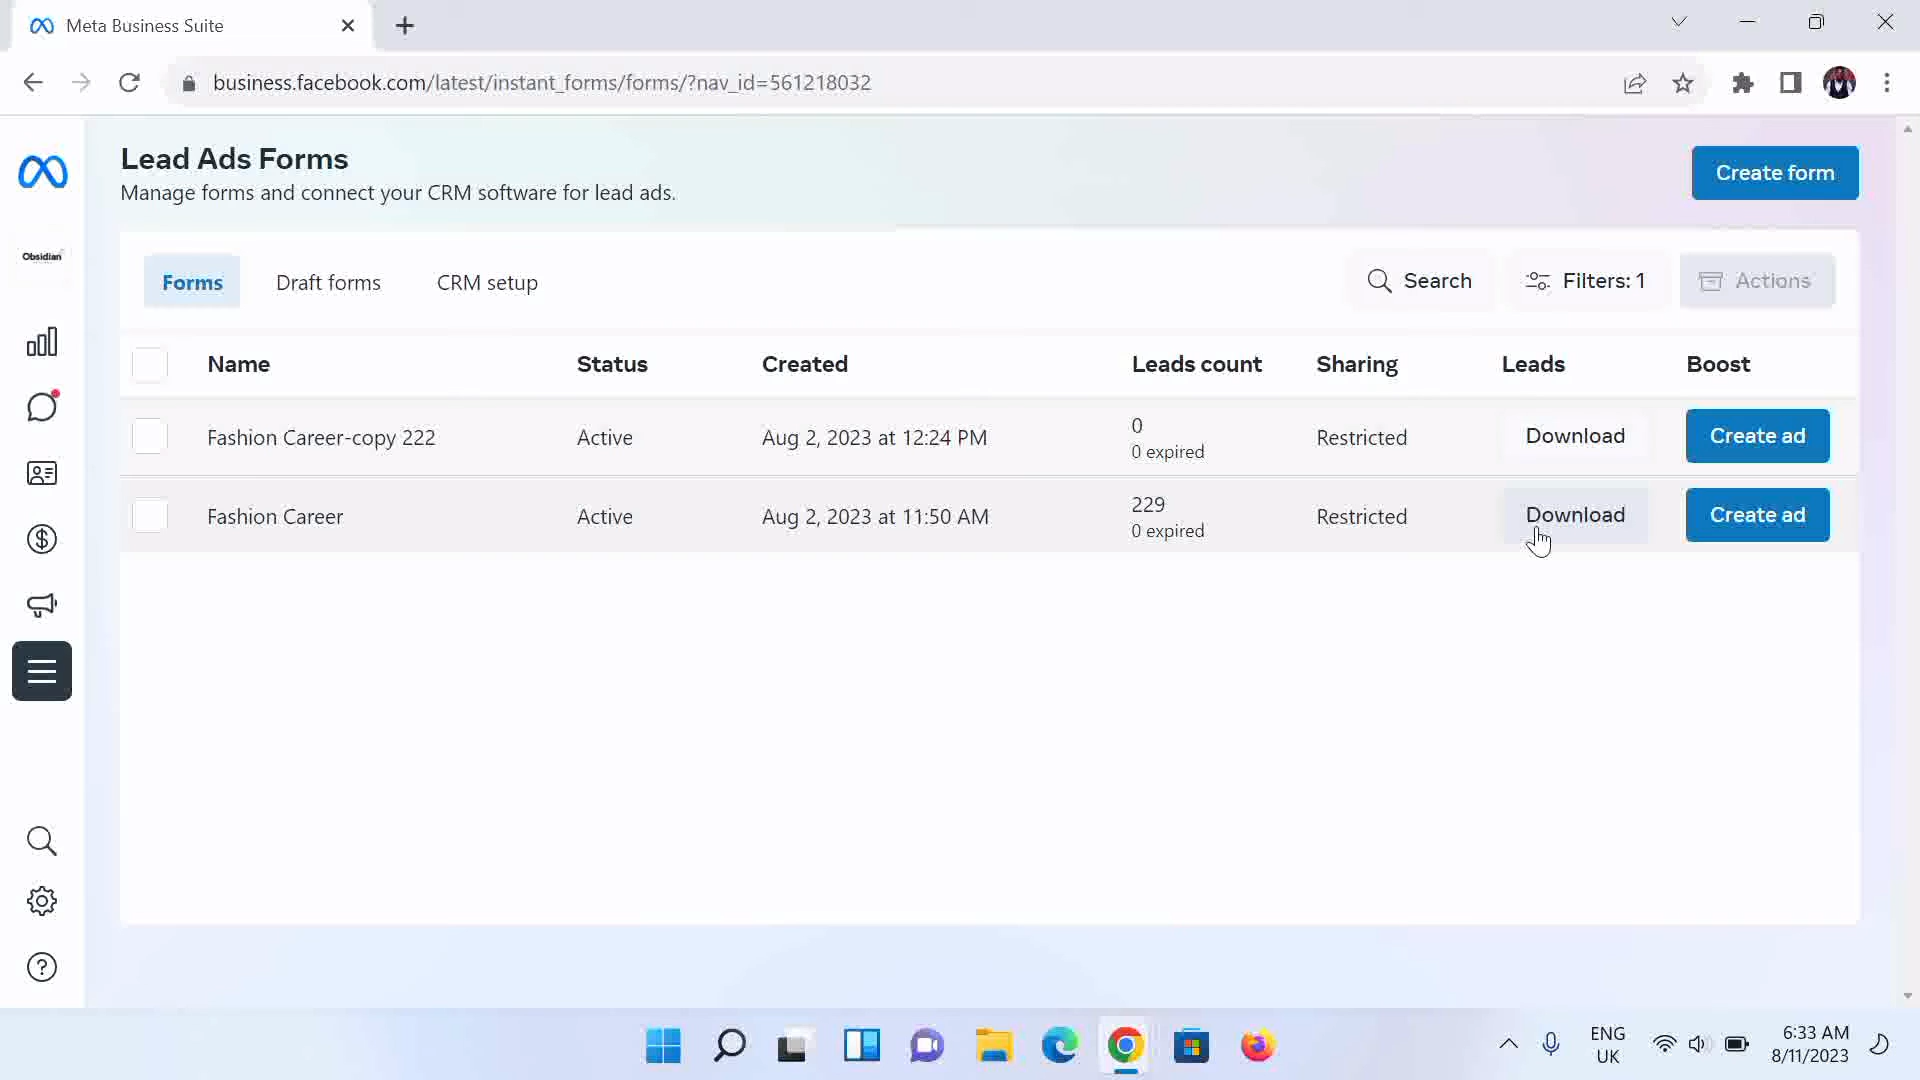 Meta Business Suite
business.facebook.com/latest/instant_forms/forms/?nav_id=561218032
Lead Ads Forms
Manage forms and connect your CRM software for lead ads.
Create form
Obsidian
Forms Draft forms CRM setup Search Filters: 1 Actions
Name Status Created Leads count Sharing Leads Boost
Fashion Career-copy 222 Active Aug 2, 2023 at 12:24 PM 0 Restricted Download Create ad
0 expired
Fashion Career Active Aug 2, 2023 at 11:50 AM 229 Restricted Download Create ad
0 expired
ENG 6:33 AM
UK 8/11/2023